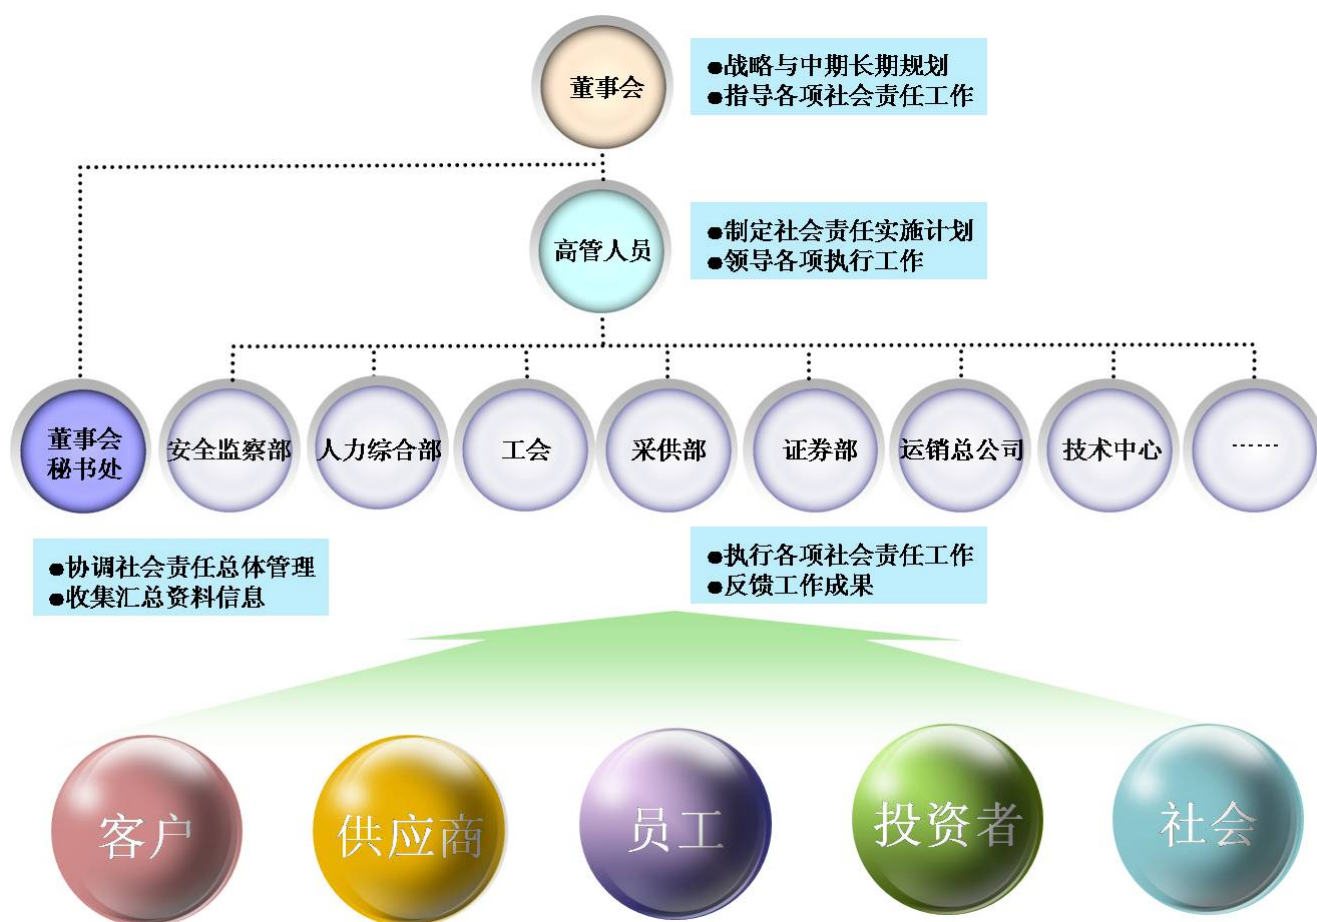 董事会
●战略与中期长期规划
●指导各项社会责任工作
高管人员
●制定社会责任实施计划
●领导各项执行工作
董事会
秘书处
安全监察部
人力综合部
工会
采供部
证券部
运销总公司
技术中心
------
●协调社会责任总体管理
●收集汇总资料信息
●执行各项社会责任工作
●反馈工作成果
客户
供应商
员工
投资者
社会